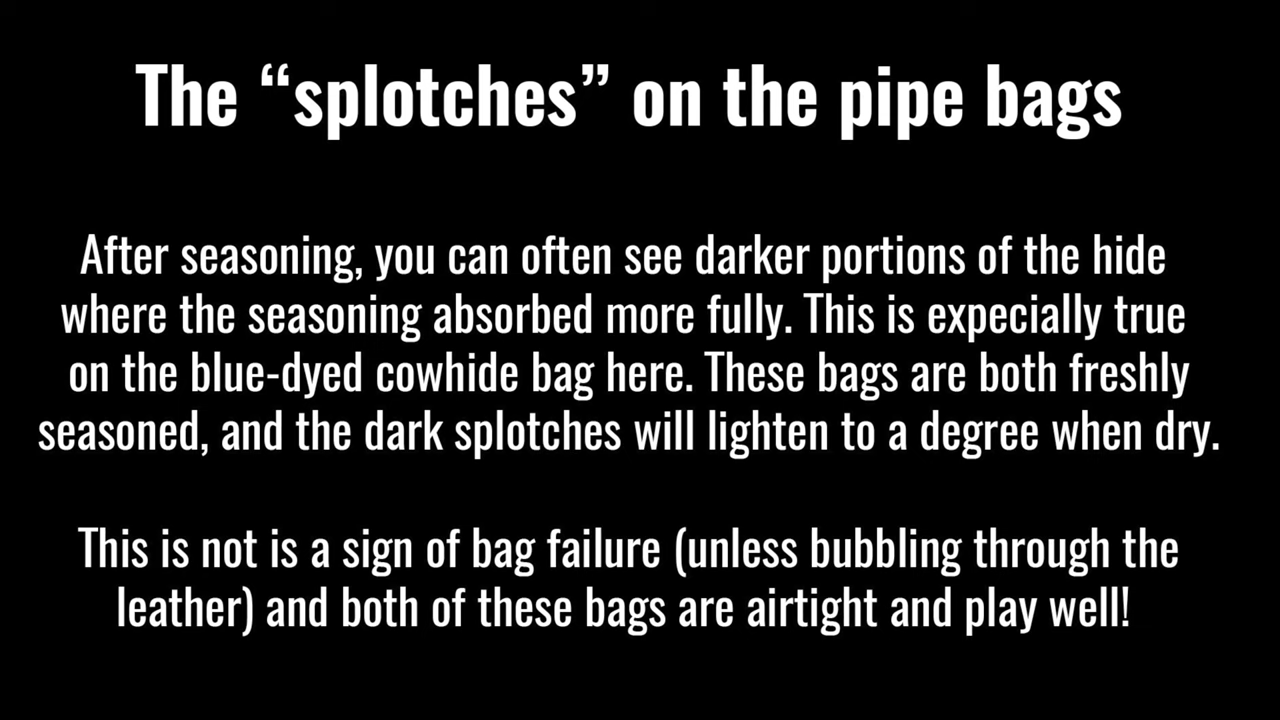 The “splotches” on the pipe bags
After seasoning, you can often see darker portions of the hide
where the seasoning absorbed more fully. This is expecially true
on the blue-dyed cowhide bag here. These bags are both freshly
seasoned, and the dark splotches will lighten to a degree when dry.
This is not is a sign of bag failure (unless bubbling through the
leather) and both of these bags are airtight and play well!